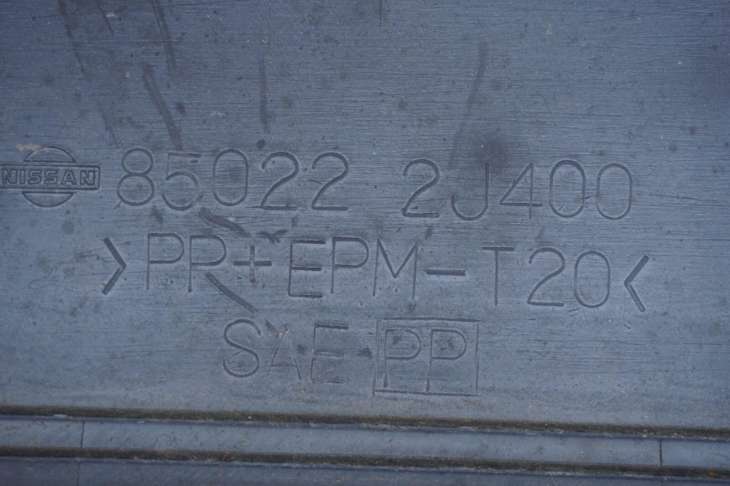 NISSAN 85022 2J400
>PP+EPM-T20<
SAE PP